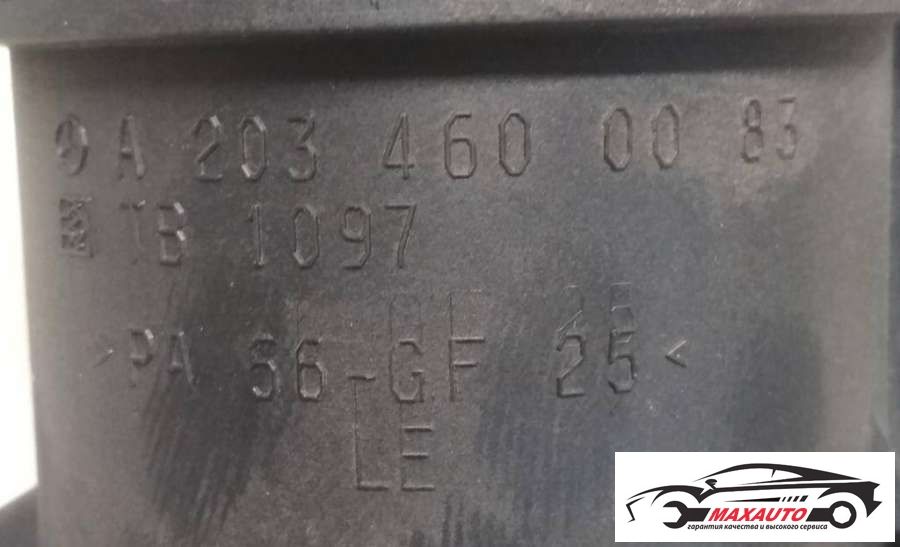 A 203 460 00 83
TB 1097
>PA 66-GF 25<
LE
MAXAUTO
гарантия качества и высокого сервиса